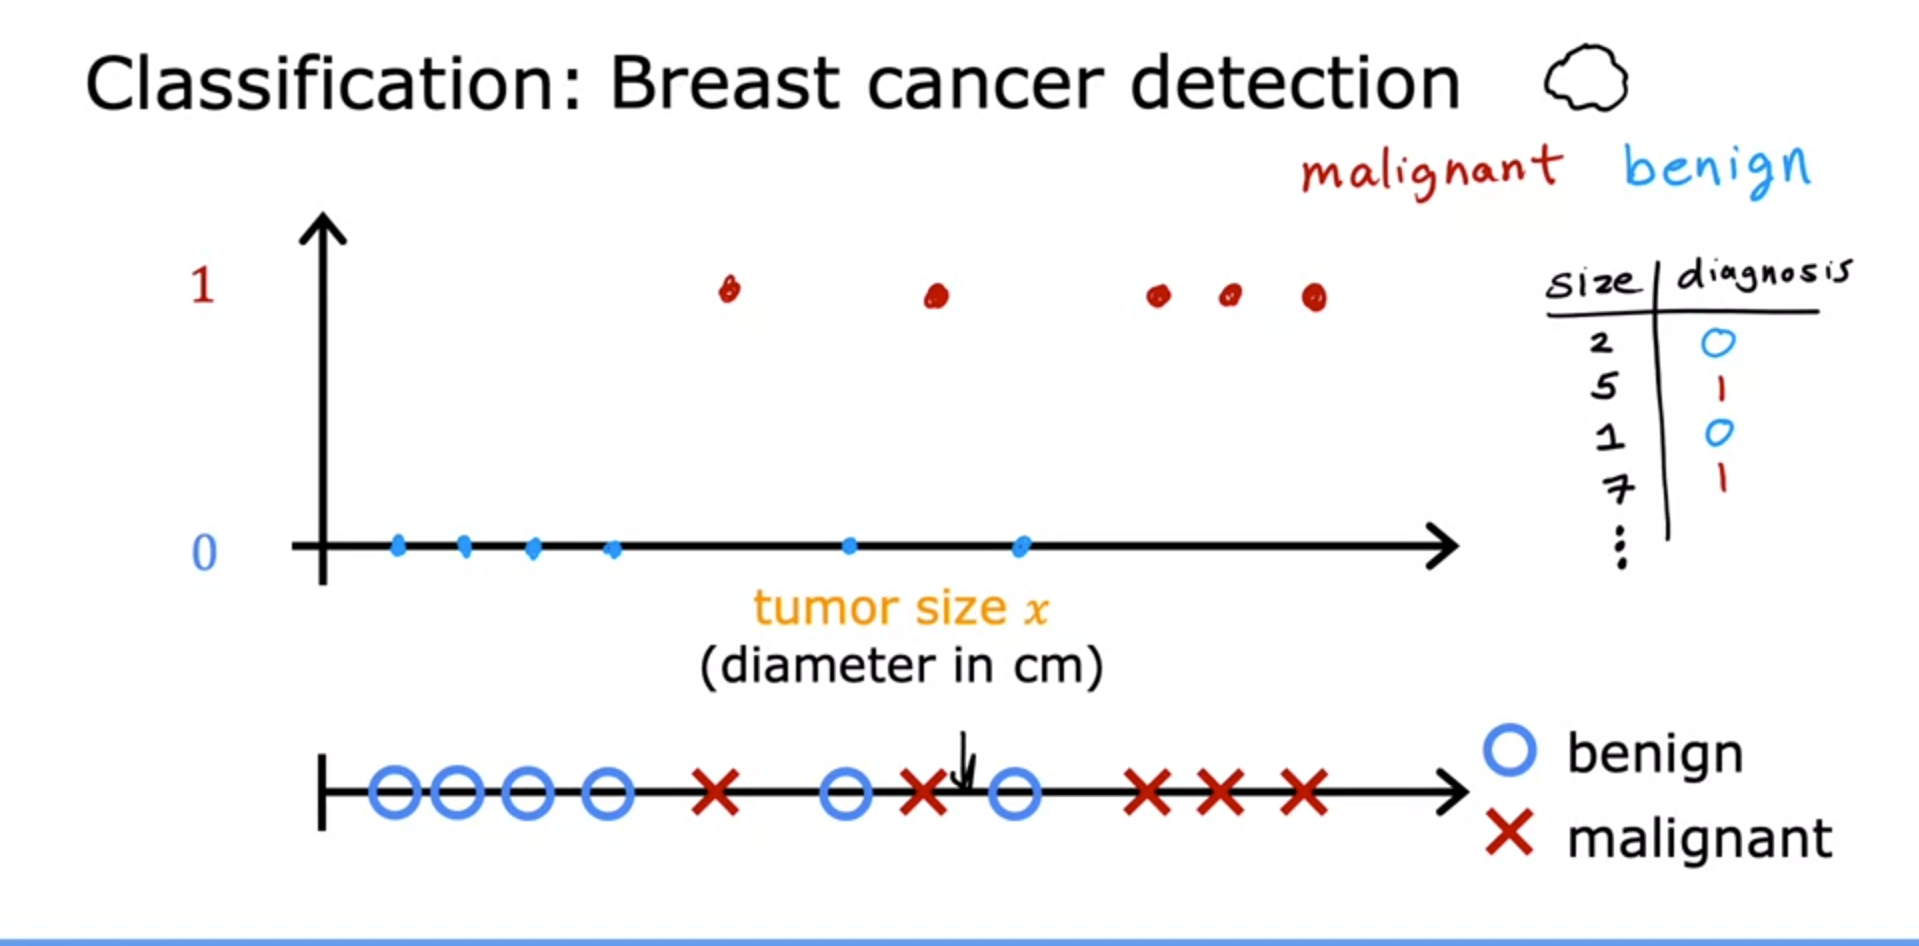 Classification: Breast cancer detection
malignant benign
1
size diagnosis
2 0
5 1
1 0
7 1
⋮
0
tumor size x
(diameter in cm)
benign
malignant